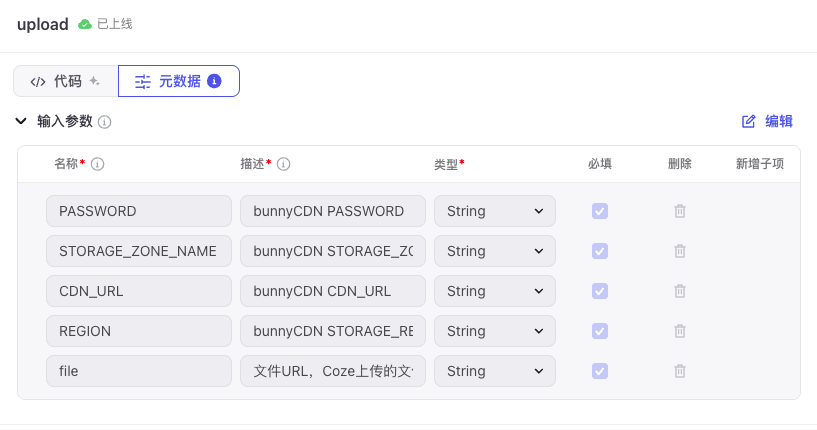 upload 已上线
代码 元数据
输入参数 编辑
名称* 描述* 类型* 必填 删除 新增子项
PASSWORD bunnyCDN PASSWORD String
STORAGE_ZONE_NAME bunnyCDN STORAGE_ZO String
CDN_URL bunnyCDN CDN_URL String
REGION bunnyCDN STORAGE_RE String
file 文件URL，Coze上传的文 String